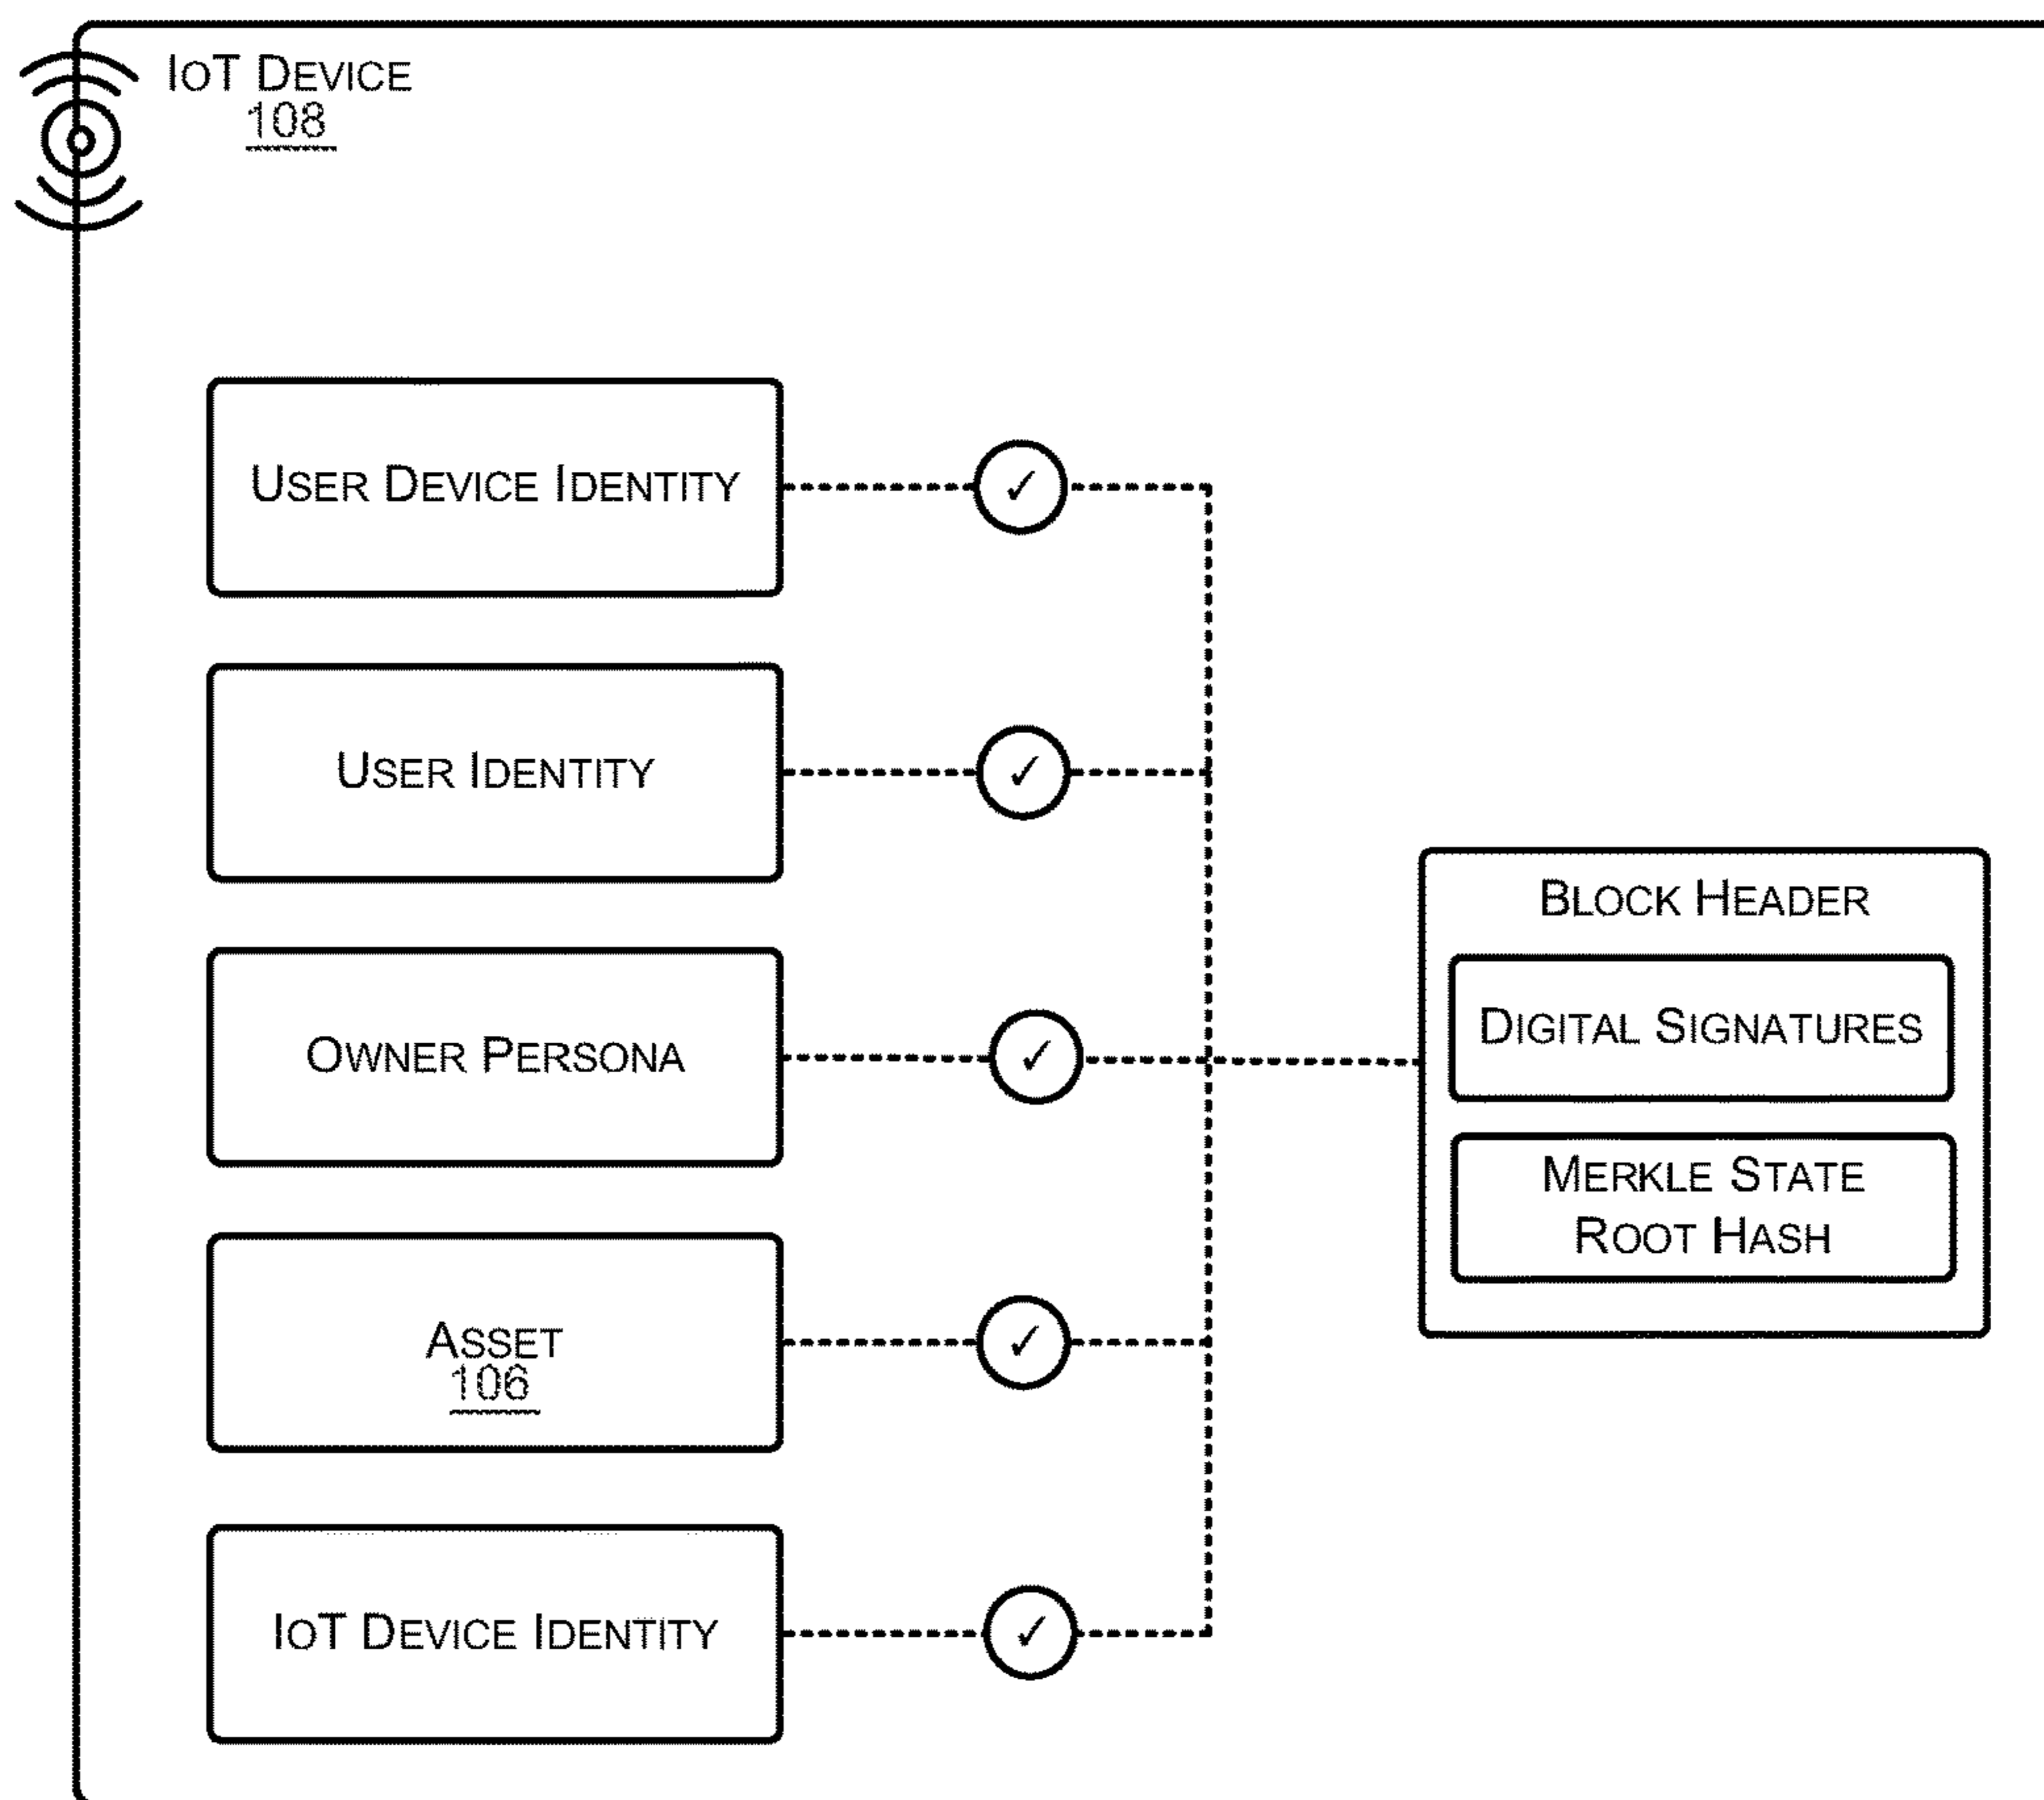 IoT Device
108
User Device Identity
✓
User Identity
✓
Block Header
Digital Signatures
Owner Persona
✓
Merkle State
Root Hash
Asset
106
✓
IoT Device Identity
✓